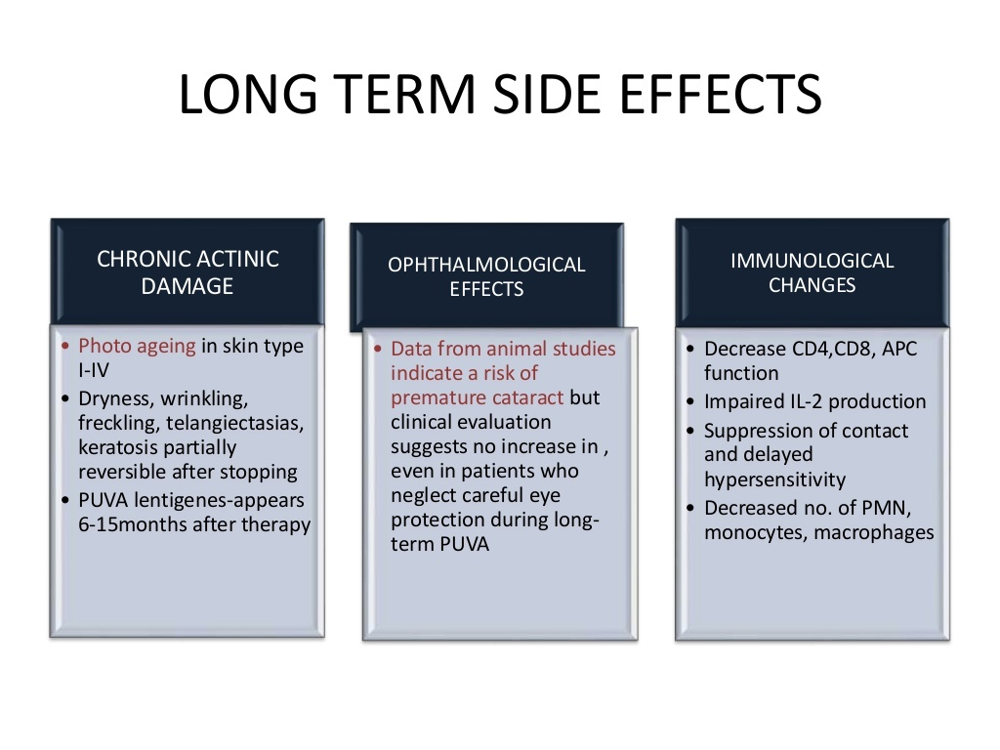 LONG TERM SIDE EFFECTS
CHRONIC ACTINIC
DAMAGE
• Photo ageing in skin type
I-IV
• Dryness, wrinkling,
freckling, telangiectasias,
keratosis partially
reversible after stopping
• PUVA lentigenes-appears
6-15months after therapy
OPHTHALMOLOGICAL
EFFECTS
• Data from animal studies
indicate a risk of
premature cataract but
clinical evaluation
suggests no increase in ,
even in patients who
neglect careful eye
protection during long-
term PUVA
IMMUNOLOGICAL
CHANGES
• Decrease CD4,CD8, APC
function
• Impaired IL-2 production
• Suppression of contact
and delayed
hypersensitivity
• Decreased no. of PMN,
monocytes, macrophages